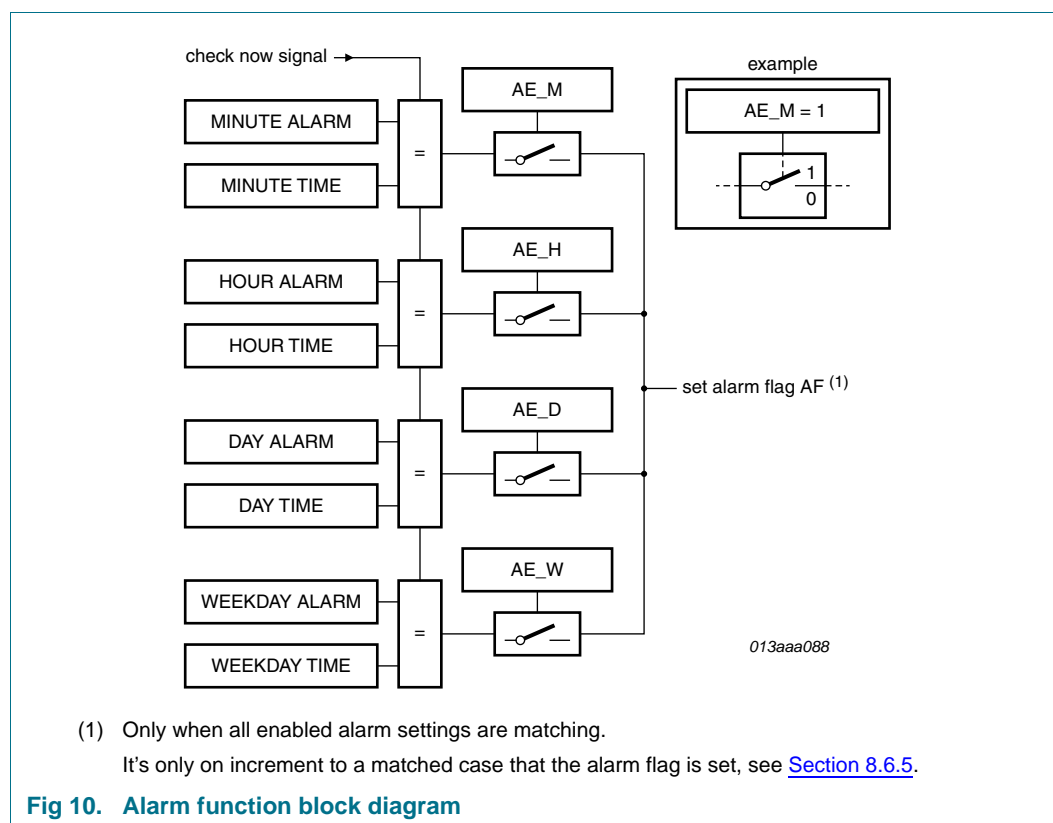 check now signal
example
AE_M
AE_M = 1
MINUTE ALARM
=
1
MINUTE TIME
0
AE_H
HOUR ALARM
=
HOUR TIME
set alarm flag AF (1)
AE_D
DAY ALARM
=
DAY TIME
AE_W
WEEKDAY ALARM
=
WEEKDAY TIME
013aaa088
(1) Only when all enabled alarm settings are matching.
It's only on increment to a matched case that the alarm flag is set, see Section 8.6.5.
Fig 10. Alarm function block diagram